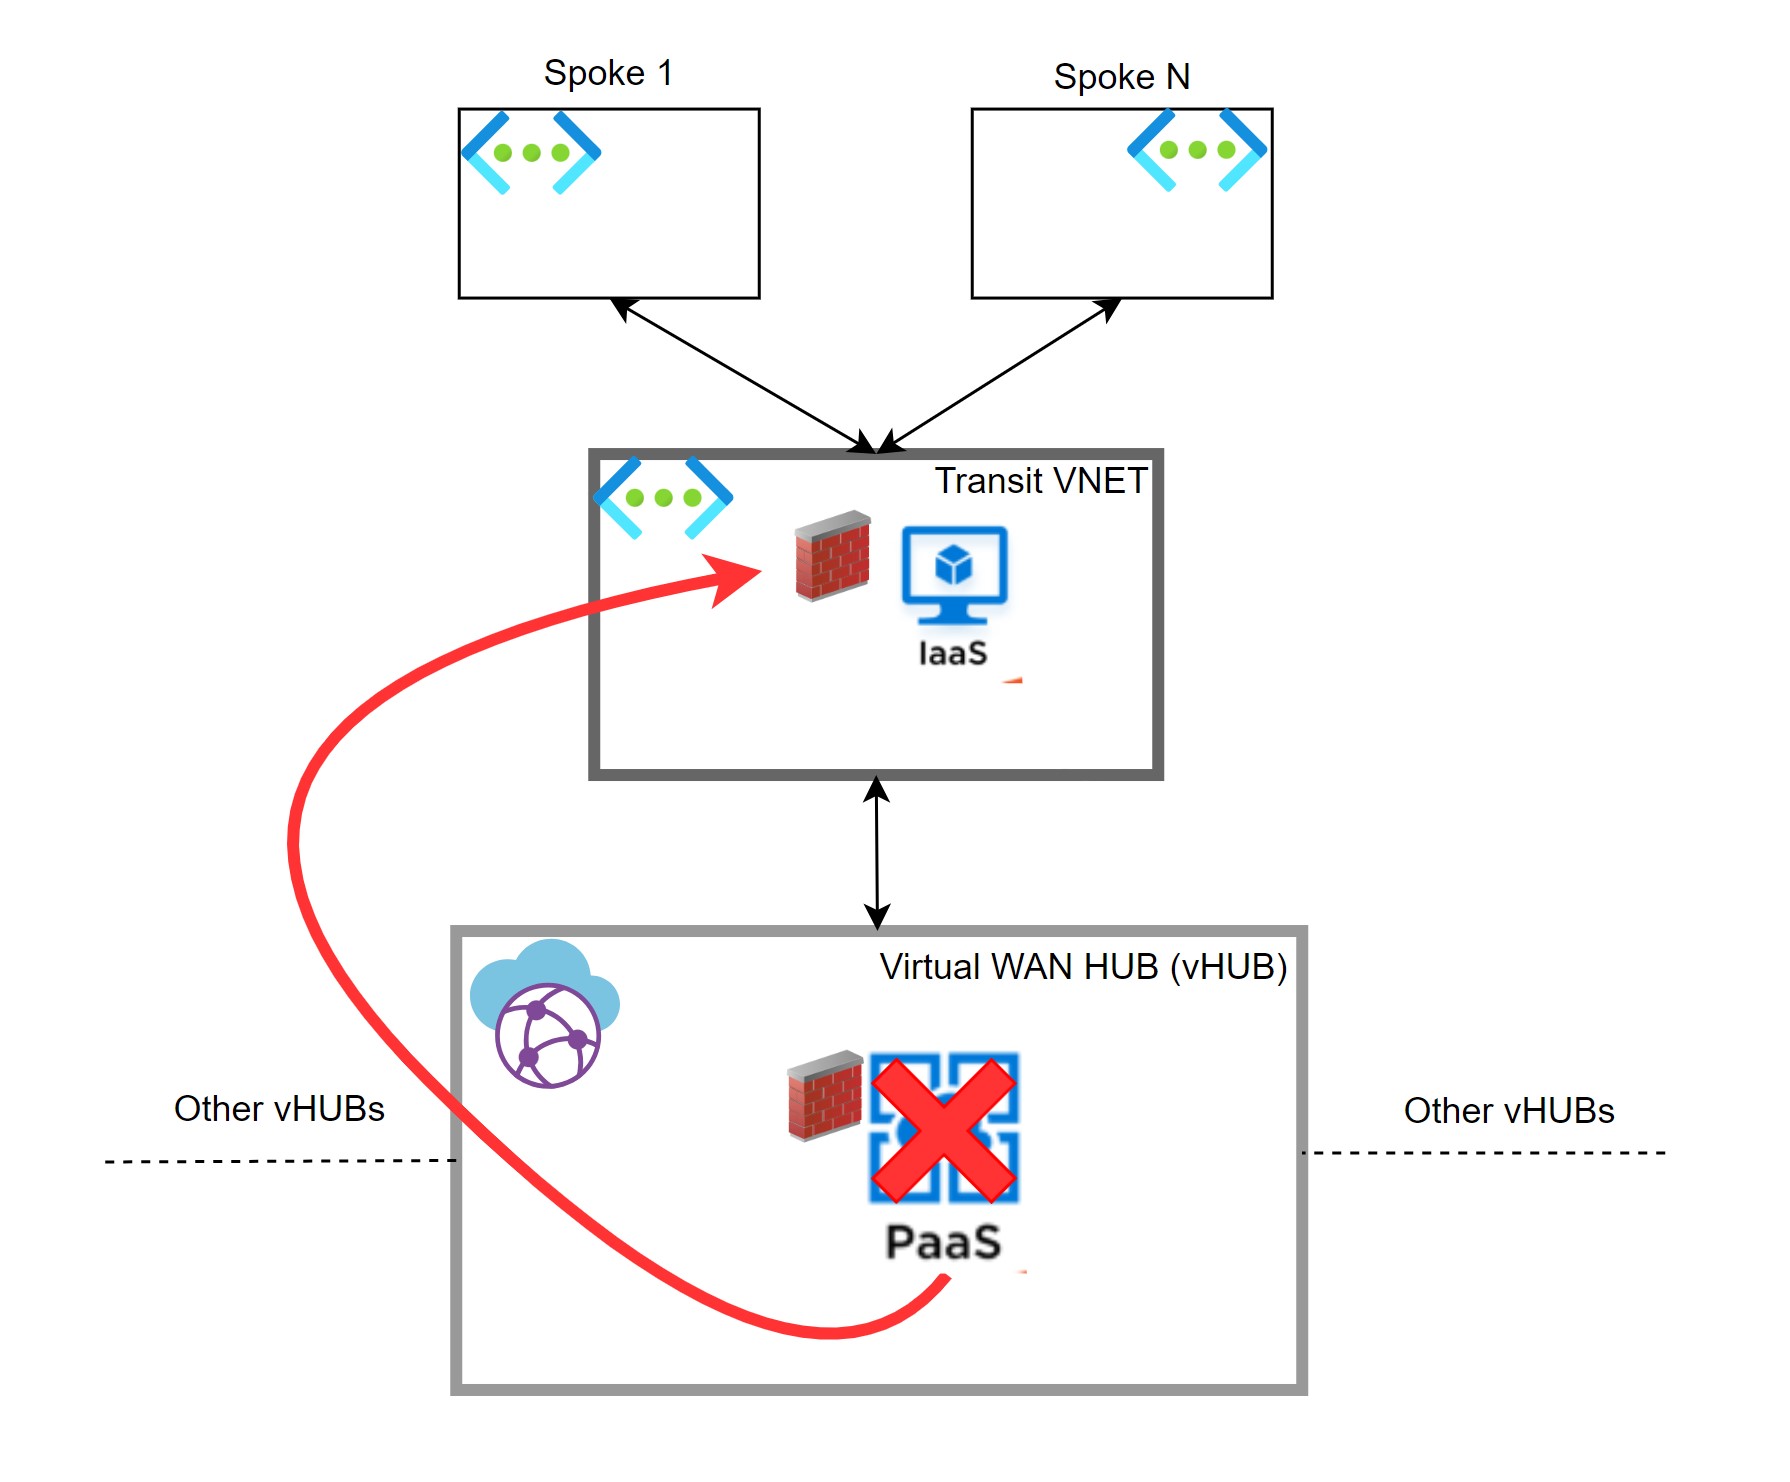 Spoke 1
Spoke N
Transit VNET
IaaS
Virtual WAN HUB (vHUB)
Other vHUBs
Other vHUBs
PaaS